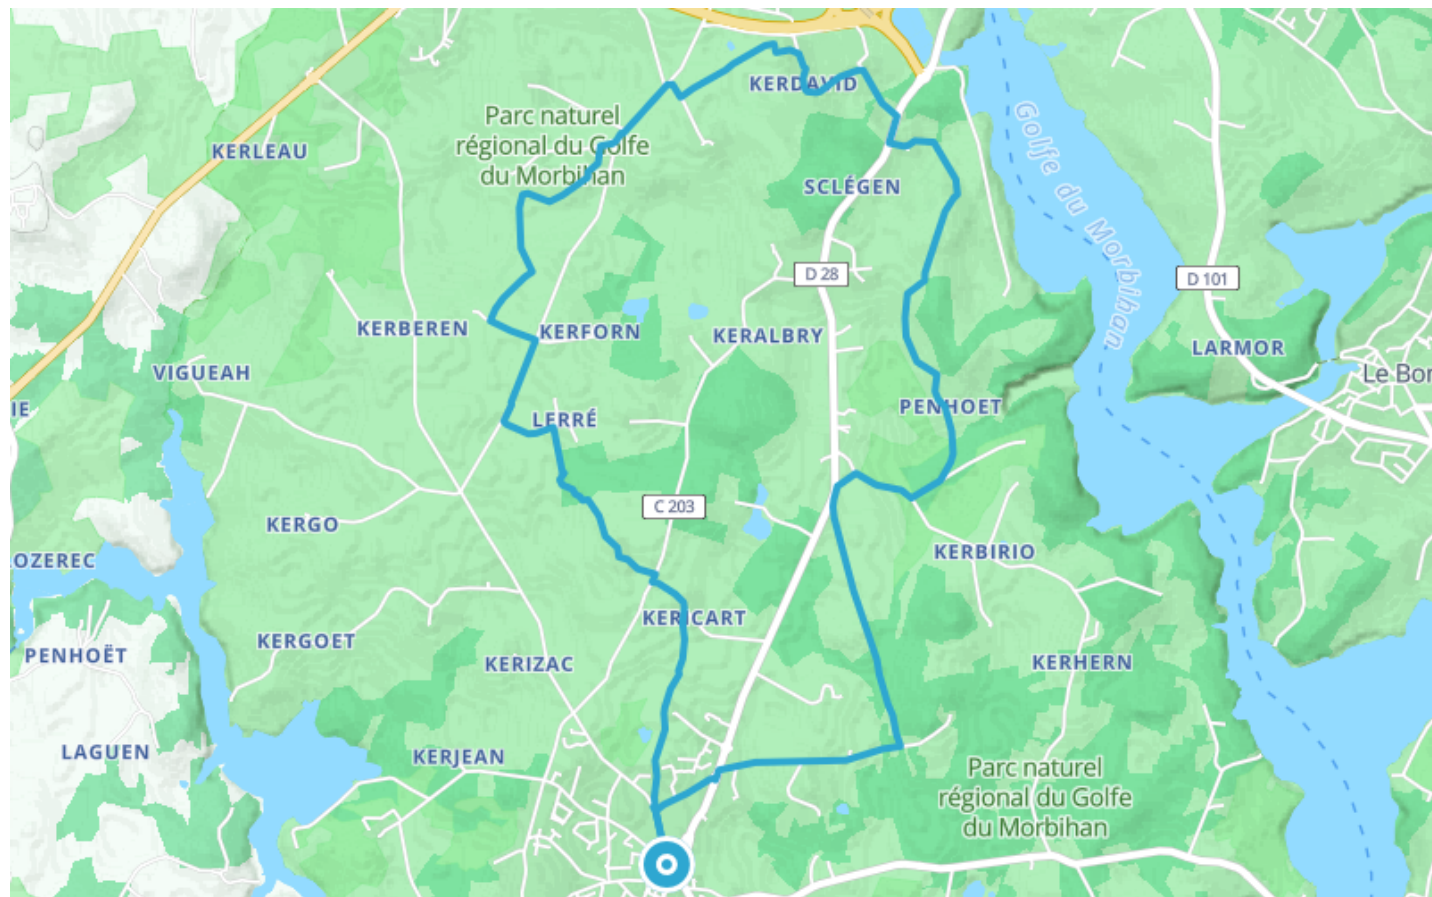 KERDAVID
Parc naturel
régional du Golfe
du Morbihan
KERLEAU
Golfe du Morbihan
SCLÉGEN
D 28
D 101
KERBEREN
KERFORN
KERALBRY
LARMOR
VIGUEAH
Le Bor
IE
LERRÉ
PENHOET
C 203
KERGO
KERBIRIO
OZEREC
KERICART
KERGOET
PENHOËT
KERIZAC
KERHERN
LAGUEN
KERJEAN
Parc naturel
régional du Golfe
du Morbihan